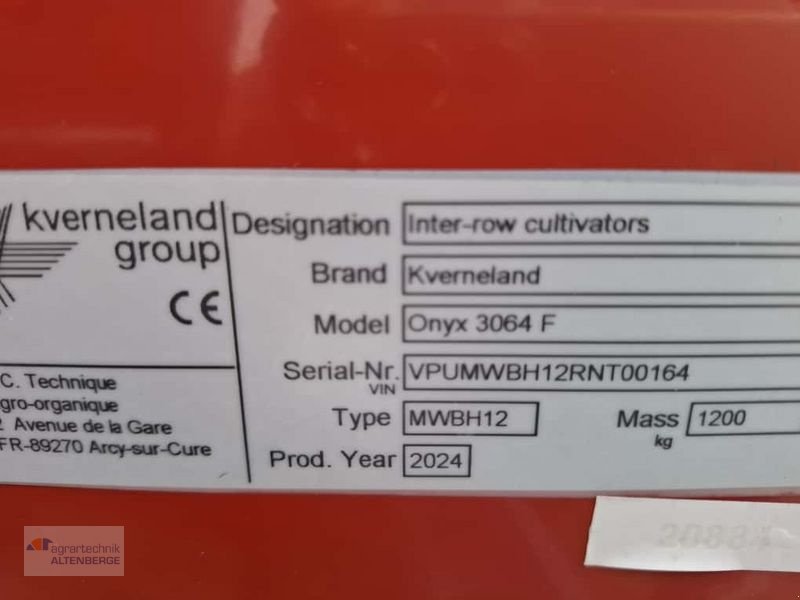 kverneland
group
CE
C. Technique
gro-organique
Avenue de la Gare
FR-89270 Arcy-sur-Cure
Designation Inter-row cultivators
Brand Kverneland
Model Onyx 3064 F
Serial-Nr. VPUMWBH12RNT00164
VIN
Type MWBH12 Mass 1200
kg
Prod. Year 2024
agrartechnik
ALTENBERGE